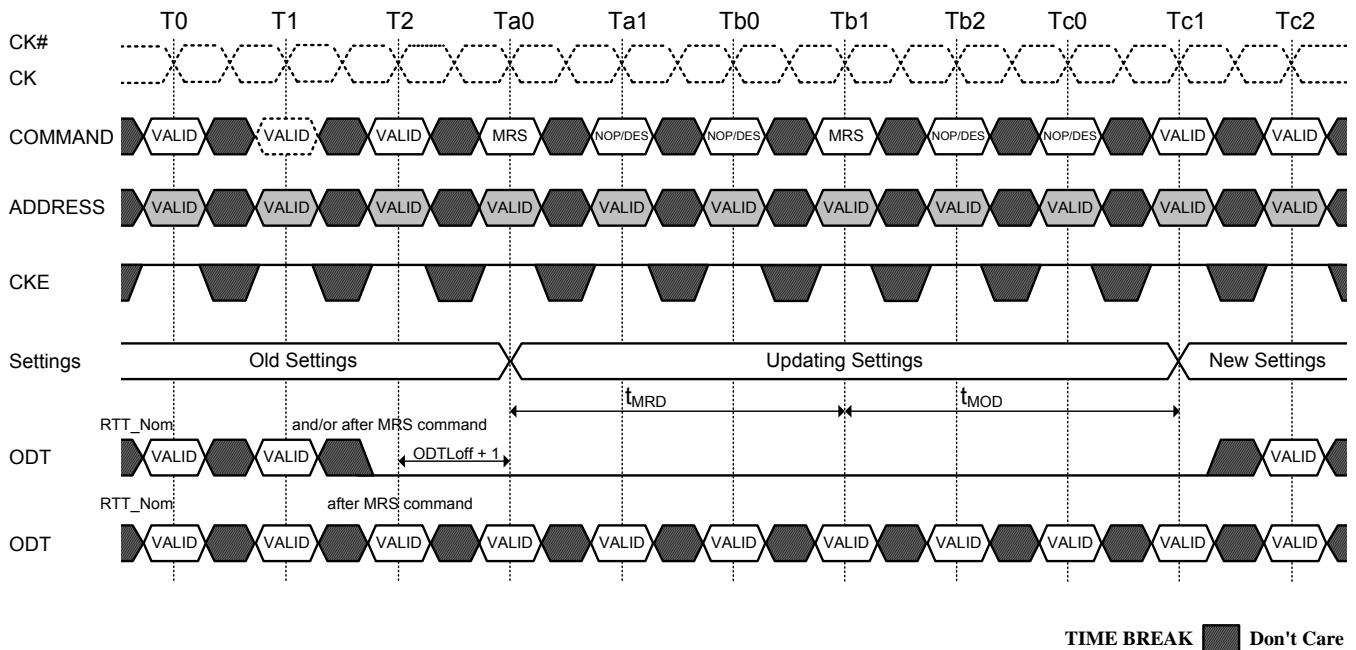 T0 T1 T2 Ta0 Ta1 Tb0 Tb1 Tb2 Tc0 Tc1 Tc2
CK#
CK
COMMAND VALID VALID VALID MRS NOP/DES NOP/DES MRS NOP/DES NOP/DES VALID VALID
ADDRESS VALID VALID VALID VALID VALID VALID VALID VALID VALID VALID VALID
CKE
Settings Old Settings Updating Settings New Settings
tMRD tMOD
RTT_Nom and/or after MRS command
ODT VALID VALID ODTLoff + 1 VALID
RTT_Nom after MRS command
ODT VALID VALID VALID VALID VALID VALID VALID VALID VALID VALID VALID
TIME BREAK Don't Care